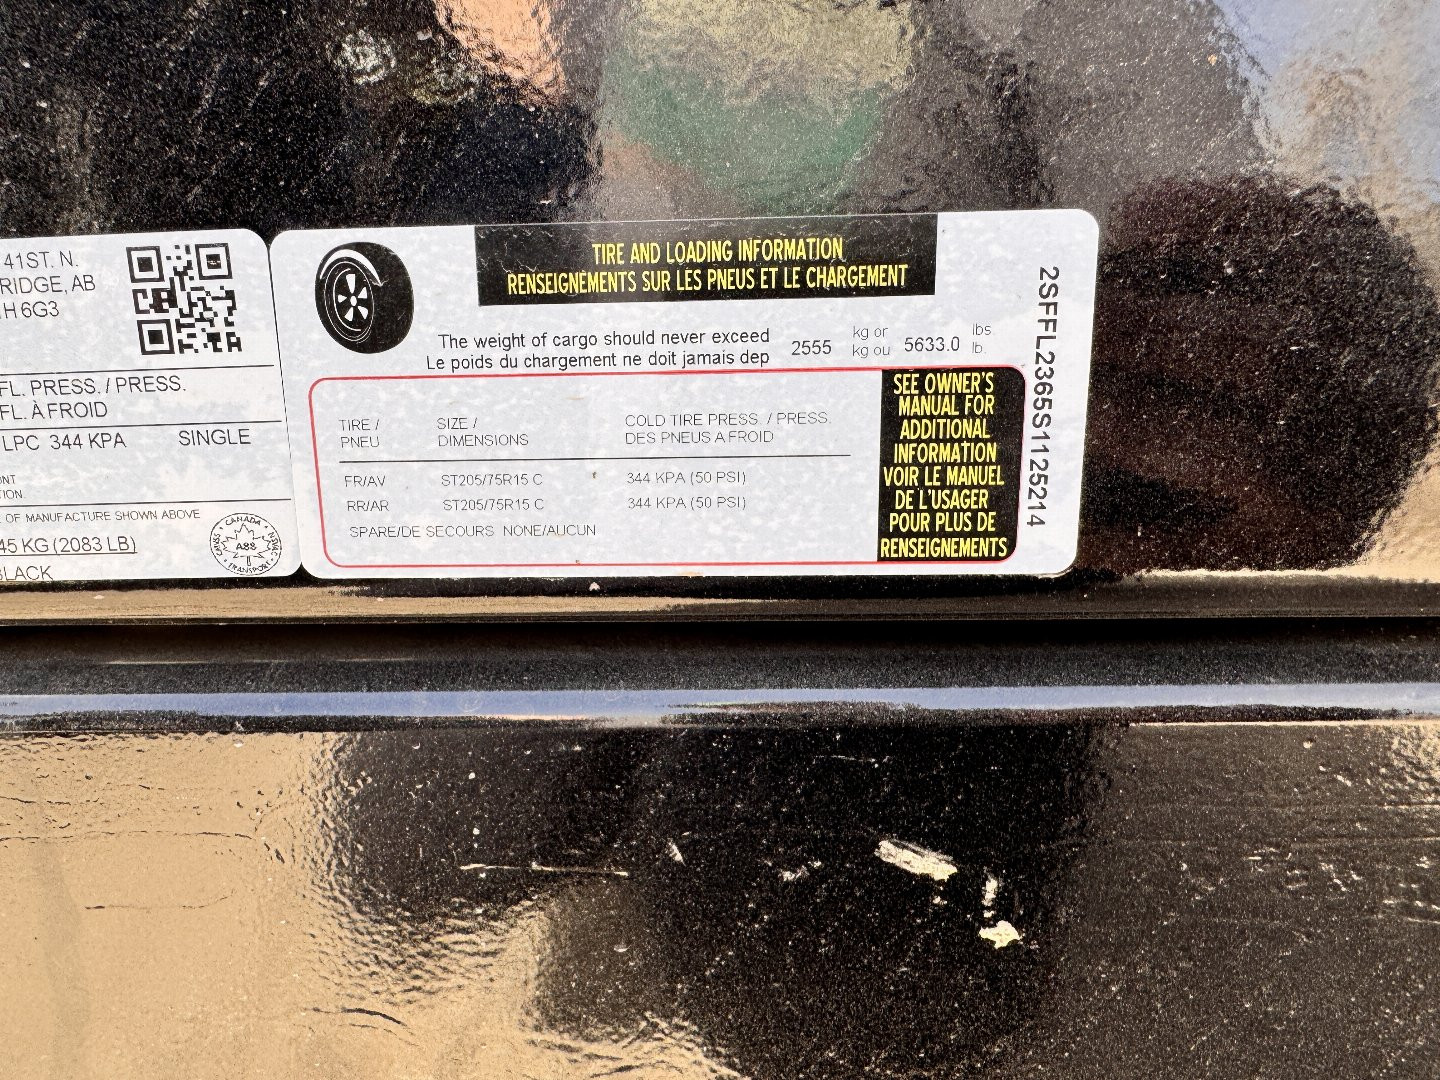 41ST. N.
RIDGE, AB
H 6G3
FL. PRESS. / PRESS.
FL. À FROID
LPC 344 KPA SINGLE
NT
ION.
OF MANUFACTURE SHOWN ABOVE
45 KG (2083 LB)
BLACK
CANADA
A88
TRANSPORT
TIRE AND LOADING INFORMATION
RENSEIGNEMENTS SUR LES PNEUS ET LE CHARGEMENT
The weight of cargo should never exceed
Le poids du chargement ne doit jamais dep
2555 kg or 5633.0 lbs.
kg ou lb.
TIRE / SIZE / COLD TIRE PRESS. / PRESS.
PNEU DIMENSIONS DES PNEUS A FROID
FR/AV ST205/75R15 C 344 KPA (50 PSI)
RR/AR ST205/75R15 C 344 KPA (50 PSI)
SPARE/DE SECOURS NONE/AUCUN
SEE OWNER'S
MANUAL FOR
ADDITIONAL
INFORMATION
VOIR LE MANUEL
DE L'USAGER
POUR PLUS DE
RENSEIGNEMENTS
2SFFL2365S1125214